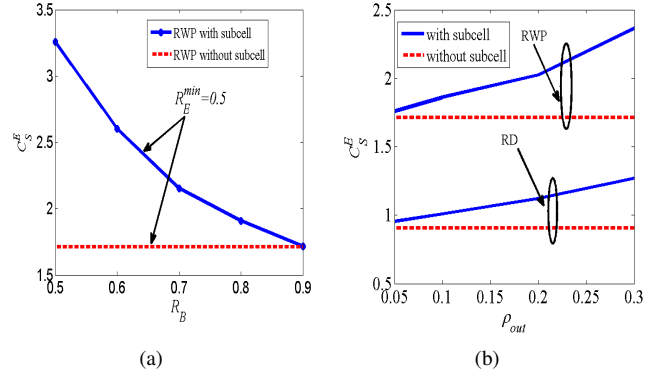 RWP with subcell
RWP without subcell
R_E^min=0.5
C_S^E
3.5
3
2.5
2
1.5
0.5
0.6
0.7
0.8
0.9
R_B
(a)
with subcell
without subcell
RWP
RD
C_S^E
2.5
2
1.5
1
0.5
0.05
0.1
0.15
0.2
0.25
0.3
ρ_out
(b)